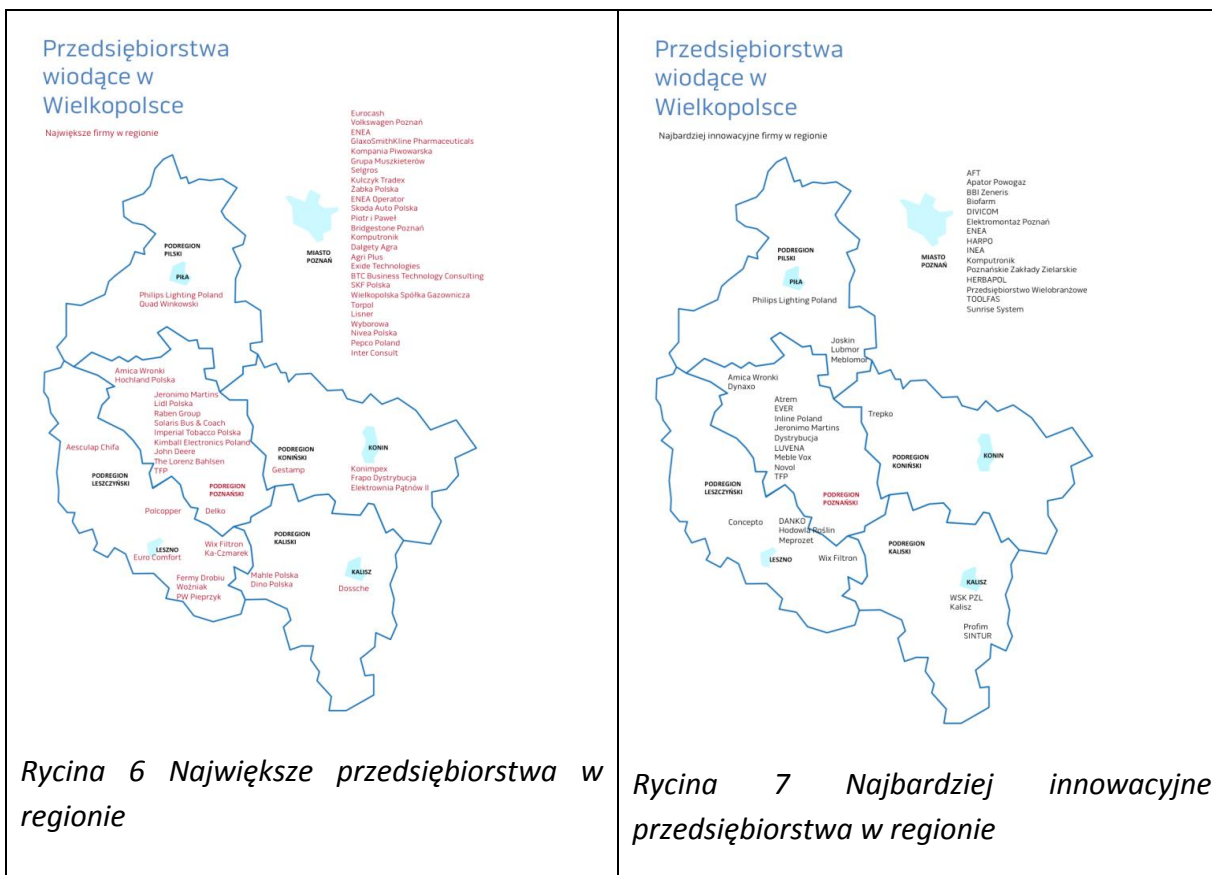 Przedsiębiorstwa
wiodące w
Wielkopolsce
Największe firmy w regionie
Eurocash
Volkswagen Poznań
ENEA
GlaxoSmithKline Pharmaceuticals
Kompania Piwowarska
Grupa Muszkieterów
Selgros
Kulczyk Tradex
Żabka Polska
ENEA Operator
Skoda Auto Polska
Piotr i Paweł
Bridgestone Poznań
Komputronik
Dalgety Agra
Agri Plus
Exide Technologies
BTC Business Technology Consulting
SKF Polska
Wielkopolska Spółka Gazownicza
Torpol
Lisner
Wyborowa
Nivea Polska
Pepco Poland
Inter Consult
MIASTO
POZNAŃ
PODREGION
PILSKI
PIŁA
Philips Lighting Poland
Quad Winkowski
Amica Wronki
Hochland Polska
Jeronimo Martins
Lidl Polska
Raben Group
Solaris Bus & Coach
Imperial Tobacco Polska
Kimball Electronics Poland
John Deere
The Lorenz Bahlsen
TFP
Aesculap Chifa
PODREGION
LESZCZYŃSKI
PODREGION
POZNAŃSKI
PODREGION
KONIŃSKI
Gestamp
KONIN
Konimpex
Frapo Dystrybucja
Elektrownia Pątnów II
Polcopper
Delko
LESZNO
Euro Comfort
Wix Filtron
Ka-Czmarek
PODREGION
KALISKI
Fermy Drobiu
Woźniak
PW Pieprzyk
Mahle Polska
Dino Polska
KALISZ
Dossche
Rycina 6 Największe przedsiębiorstwa w
regionie
Przedsiębiorstwa
wiodące w
Wielkopolsce
Najbardziej innowacyjne firmy w regionie
AFT
Apator Powogaz
BBI Zeneris
Biofarm
DIVICOM
Elektromontaż Poznań
ENEA
HARPO
INEA
Komputronik
Poznańskie Zakłady Zielarskie
HERBAPOL
Przedsiębiorstwo Wielobranżowe
TOOLFAS
Sunrise System
MIASTO
POZNAŃ
PODREGION
PILSKI
PIŁA
Philips Lighting Poland
Joskin
Lubmor
Meblomor
Amica Wronki
Dynaxo
Atrem
EVER
Inline Poland
Jeronimo Martins
Dystrybucja
LUVENA
Meble Vox
Novol
TFP
Trepko
PODREGION
KONIŃSKI
KONIN
PODREGION
LESZCZYŃSKI
PODREGION
POZNAŃSKI
Concepto
DANKO
Hodowla Roślin
Meprozet
LESZNO
Wix Filtron
PODREGION
KALISKI
KALISZ
WSK PZL
Kalisz
Profim
SINTUR
Rycina 7 Najbardziej innowacyjne
przedsiębiorstwa w regionie